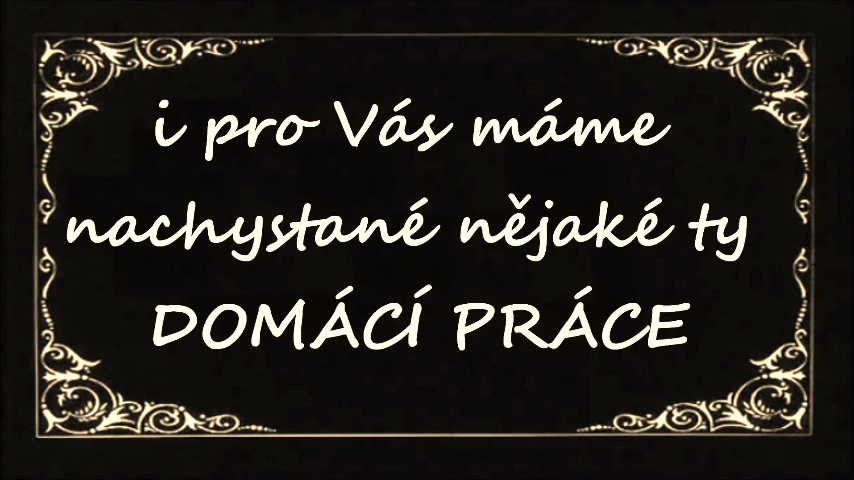 i pro Vás máme
nachystané nějaké ty
DOMÁCÍ PRÁCE